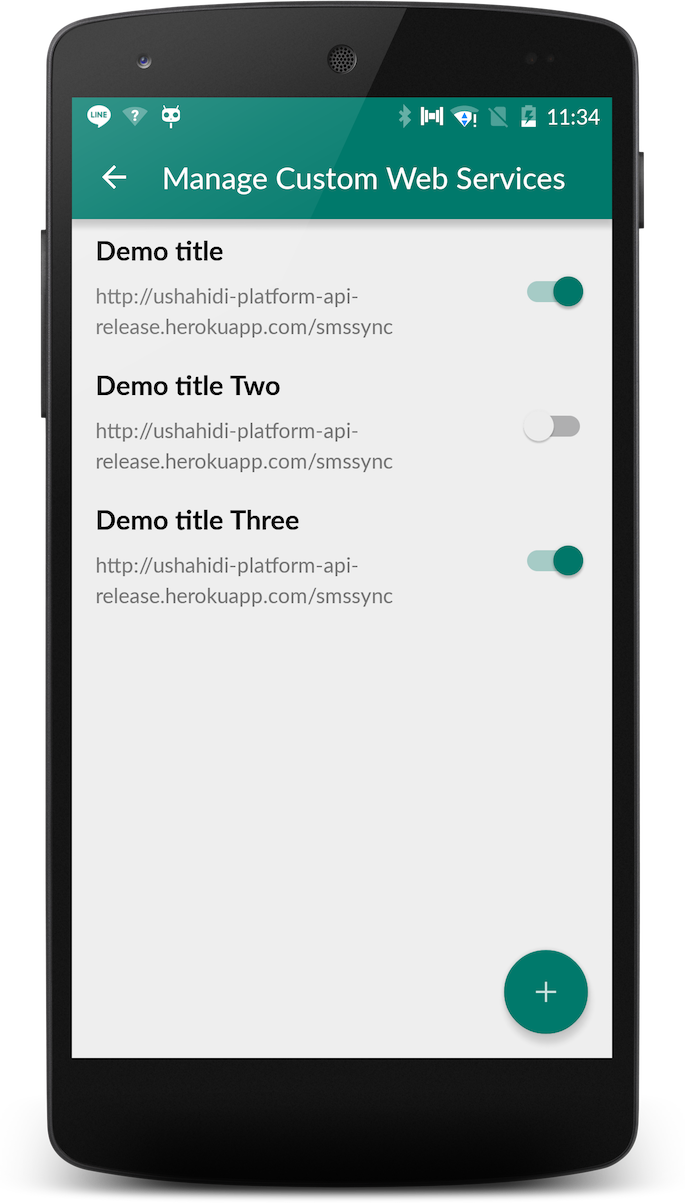 LINE
11:34
Manage Custom Web Services
Demo title
http://ushahidi-platform-api-
release.herokuapp.com/smssync
Demo title Two
http://ushahidi-platform-api-
release.herokuapp.com/smssync
Demo title Three
http://ushahidi-platform-api-
release.herokuapp.com/smssync